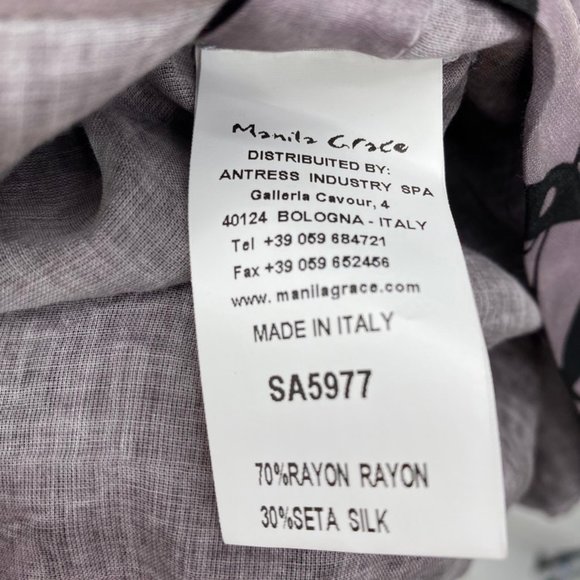 Manila Grace
DISTRIBUITED BY:
ANTRESS INDUSTRY SPA
Galleria Cavour, 4
40124 BOLOGNA - ITALY
Tel +39 059 684721
Fax +39 059 652456
www. manilagrace.com
MADE IN ITALY
SA5977
70%RAYON RAYON
30%SETA SILK